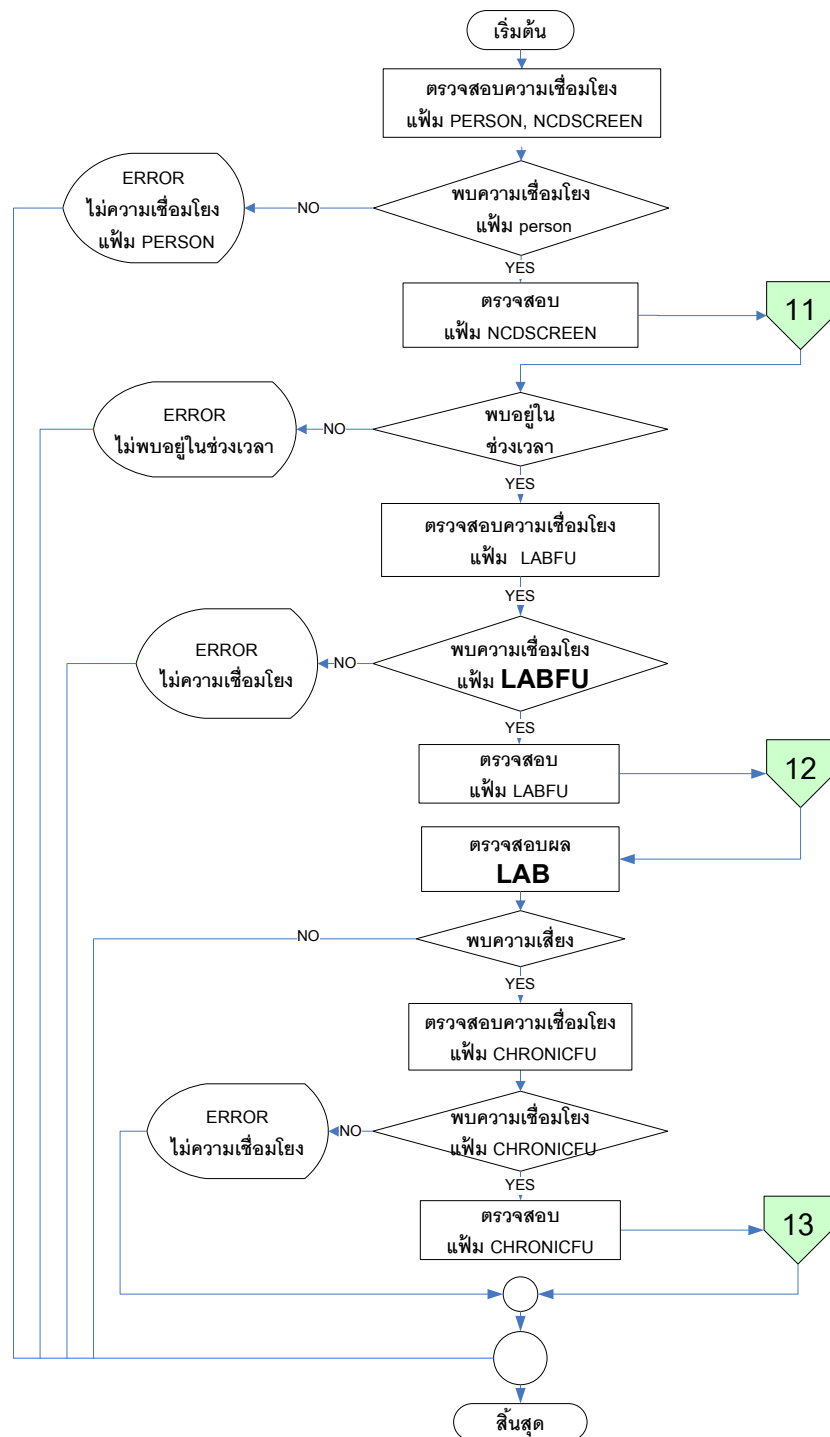 เริ่มต้น
ตรวจสอบความเชื่อมโยง
แฟ้ม PERSON, NCDSCREEN
พบความเชื่อมโยง
แฟ้ม person
NO
ERROR
ไม่ความเชื่อมโยง
แฟ้ม PERSON
YES
ตรวจสอบ
แฟ้ม NCDSCREEN
11
พบอยู่ใน
ช่วงเวลา
NO
ERROR
ไม่พบอยู่ในช่วงเวลา
YES
ตรวจสอบความเชื่อมโยง
แฟ้ม LABFU
YES
พบความเชื่อมโยง
แฟ้ม LABFU
NO
ERROR
ไม่ความเชื่อมโยง
YES
ตรวจสอบ
แฟ้ม LABFU
12
ตรวจสอบผล
LAB
พบความเสี่ยง
NO
YES
ตรวจสอบความเชื่อมโยง
แฟ้ม CHRONICFU
พบความเชื่อมโยง
แฟ้ม CHRONICFU
NO
ERROR
ไม่ความเชื่อมโยง
YES
ตรวจสอบ
แฟ้ม CHRONICFU
13
สิ้นสุด